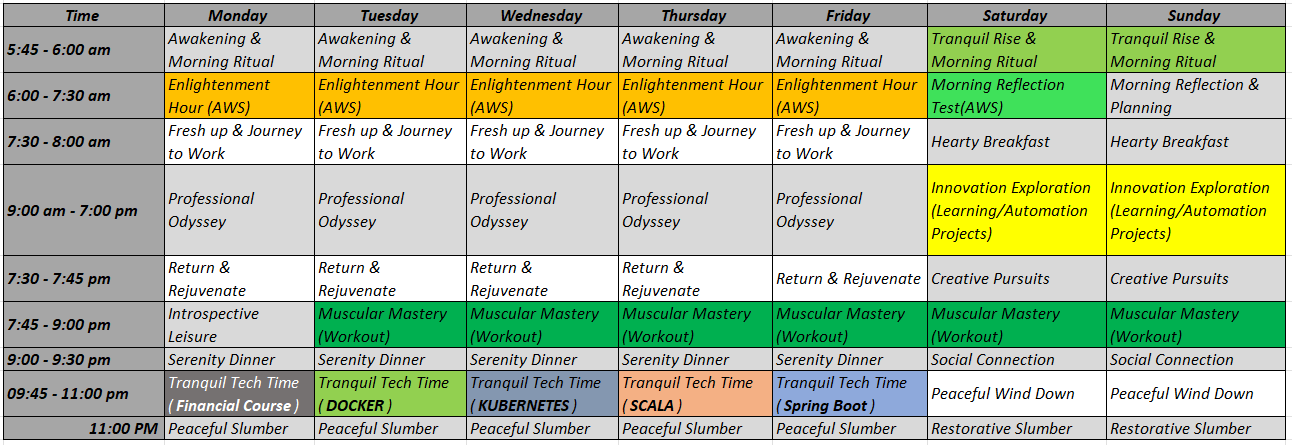 Time Monday Tuesday Wednesday Thursday Friday Saturday Sunday
5:45 - 6:00 am Awakening & Awakening & Awakening & Awakening & Awakening & Tranquil Rise & Tranquil Rise &
Morning Ritual Morning Ritual Morning Ritual Morning Ritual Morning Ritual Morning Ritual Morning Ritual
6:00 - 7:30 am Enlightenment Enlightenment Hour Enlightenment Hour Enlightenment Hour Enlightenment Hour Morning Reflection Morning Reflection &
Hour (AWS) (AWS) (AWS) (AWS) (AWS) Test(AWS) Planning
7:30 - 8:00 am Fresh up & Journey Fresh up & Journey Fresh up & Journey Fresh up & Journey Fresh up & Journey Hearty Breakfast Hearty Breakfast
to Work to Work to Work to Work to Work
9:00 am - 7:00 pm Professional Professional Professional Professional Professional Innovation Exploration Innovation Exploration
Odyssey Odyssey Odyssey Odyssey Odyssey (Learning/Automation (Learning/Automation
Projects) Projects)
7:30 - 7:45 pm Return & Return & Return & Return & Return & Rejuvenate Creative Pursuits Creative Pursuits
Rejuvenate Rejuvenate Rejuvenate Rejuvenate
7:45 - 9:00 pm Introspective Muscular Mastery Muscular Mastery Muscular Mastery Muscular Mastery Muscular Mastery Muscular Mastery
Leisure (Workout) (Workout) (Workout) (Workout) (Workout) (Workout)
9:00 - 9:30 pm Serenity Dinner Serenity Dinner Serenity Dinner Serenity Dinner Serenity Dinner Social Connection Social Connection
09:45 - 11:00 pm Tranquil Tech Time Tranquil Tech Time Tranquil Tech Time Tranquil Tech Time Tranquil Tech Time Peaceful Wind Down Peaceful Wind Down
( Financial Course ) ( DOCKER ) ( KUBERNETES ) ( SCALA ) ( Spring Boot )
11:00 PM Peaceful Slumber Peaceful Slumber Peaceful Slumber Peaceful Slumber Peaceful Slumber Restorative Slumber Restorative Slumber